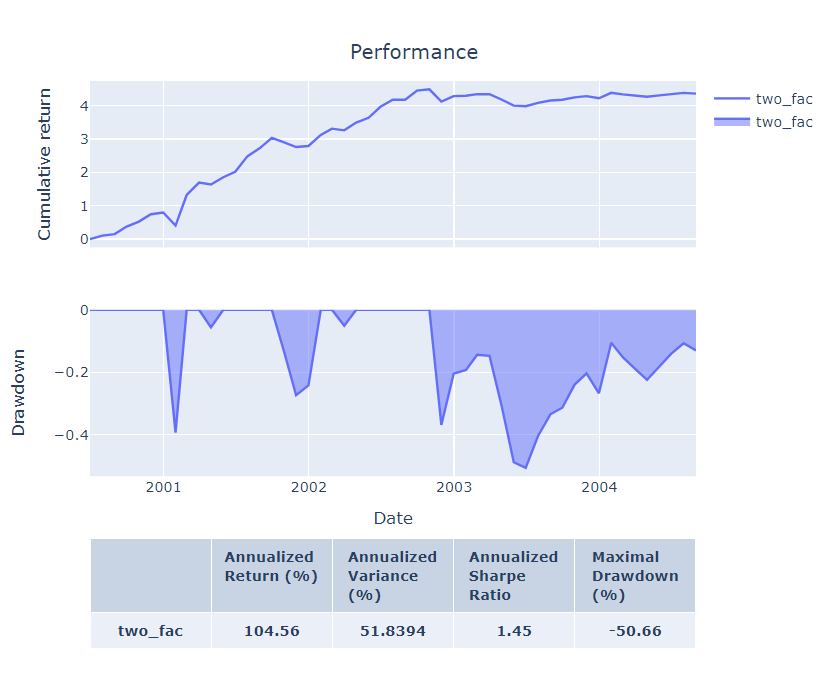 Performance
Cumulative return
4
3
2
1
0
two_fac
two_fac
Drawdown
0
−0.2
−0.4
2001 2002 2003 2004
Date
Annualized Return (%)
Annualized Variance (%)
Annualized Sharpe Ratio
Maximal Drawdown (%)
two_fac 104.56 51.8394 1.45 -50.66